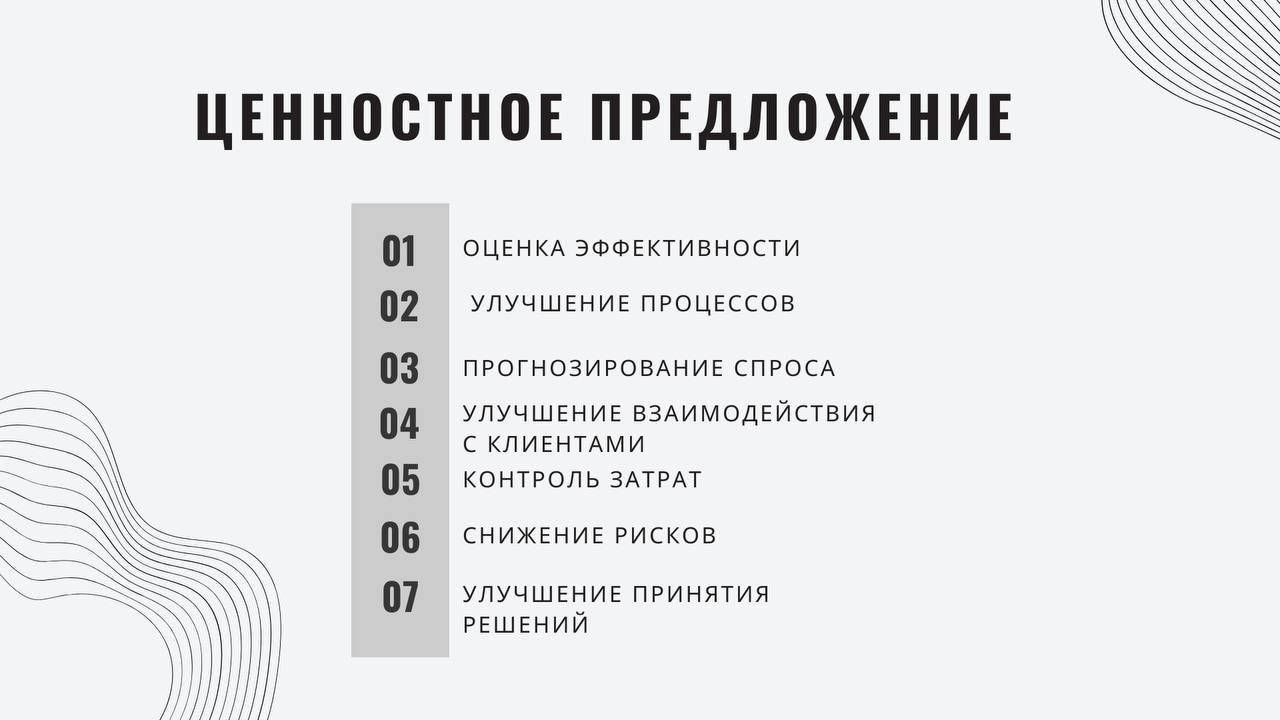 ЦЕННОСТНОЕ ПРЕДЛОЖЕНИЕ
01 ОЦЕНКА ЭФФЕКТИВНОСТИ
02 УЛУЧШЕНИЕ ПРОЦЕССОВ
03 ПРОГНОЗИРОВАНИЕ СПРОСА
04 УЛУЧШЕНИЕ ВЗАИМОДЕЙСТВИЯ
С КЛИЕНТАМИ
05 КОНТРОЛЬ ЗАТРАТ
06 СНИЖЕНИЕ РИСКОВ
07 УЛУЧШЕНИЕ ПРИНЯТИЯ
РЕШЕНИЙ